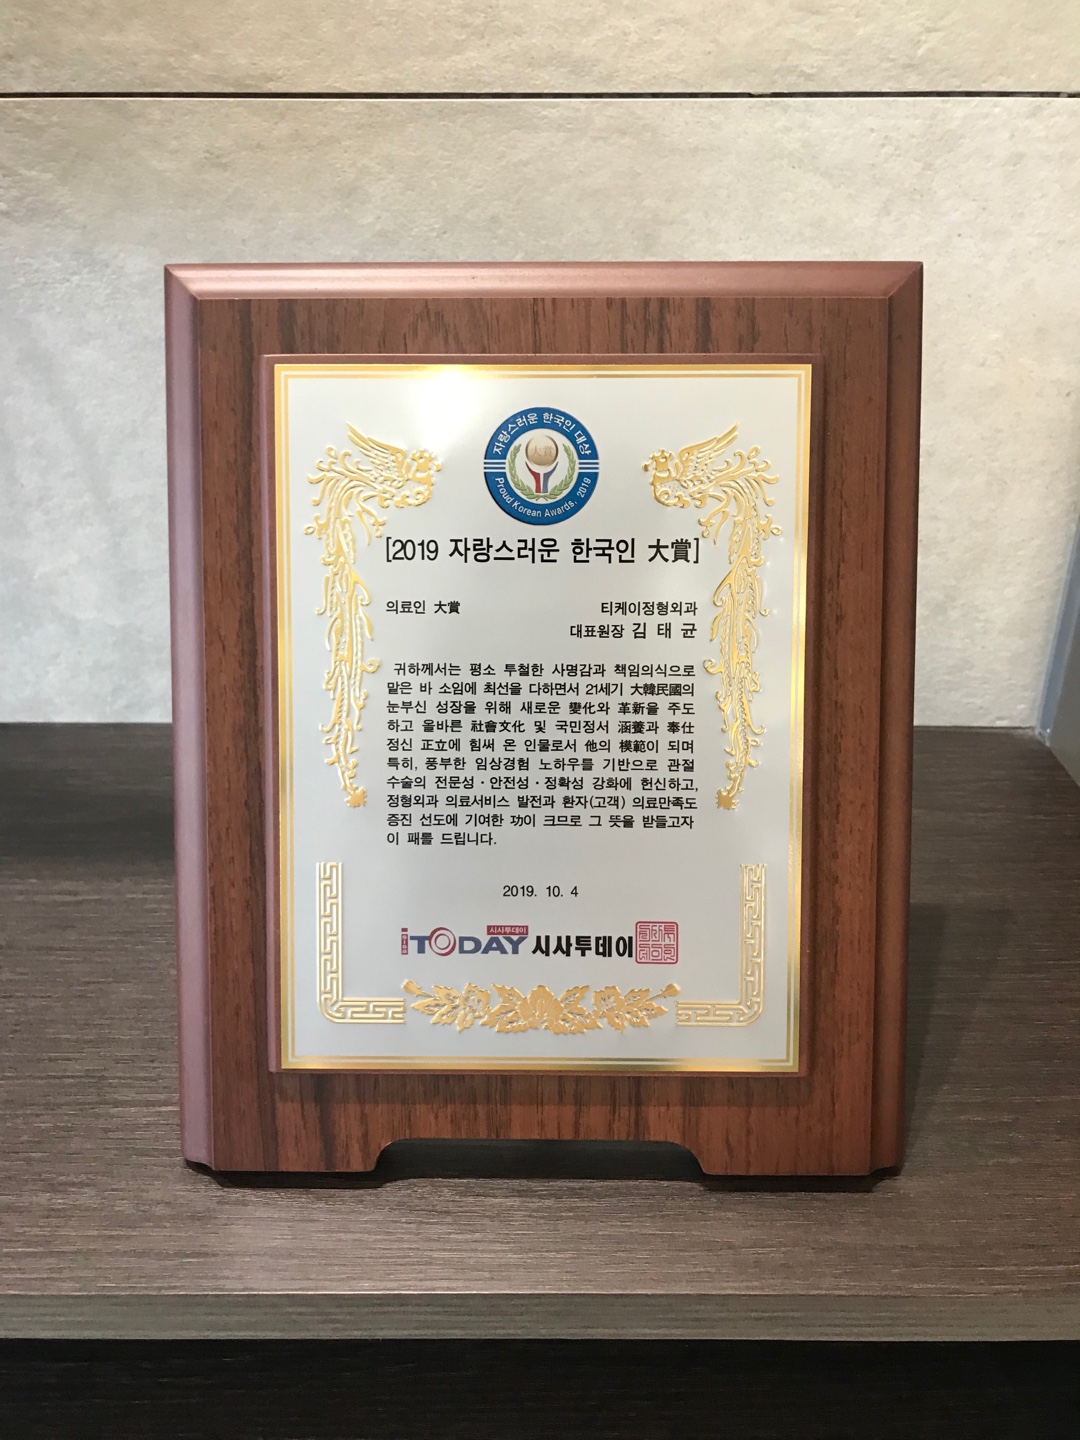 자랑스러운 한국인 대상
大賞
Proud Korean Awards, 2019
[2019 자랑스러운 한국인 大賞]
의료인 大賞
티케이정형외과
대표원장 김 태 균
귀하께서는 평소 투철한 사명감과 책임의식으로
맡은 바 소임에 최선을 다하면서 21세기 大韓民國의
눈부신 성장을 위해 새로운 變化와 革新을 주도
하고 올바른 社會文化 및 국민정서 涵養과 奉仕
정신 正立에 힘써 온 인물로서 他의 模範이 되며
특히, 풍부한 임상경험 노하우를 기반으로 관절
수술의 전문성·안전성·정확성 강화에 헌신하고,
정형외과 의료서비스 발전과 환자(고객) 의료만족도
증진 선도에 기여한 功이 크므로 그 뜻을 받들고자
이 패를 드립니다.
2019. 10. 4
시사투데이
TODAY 시사투데이